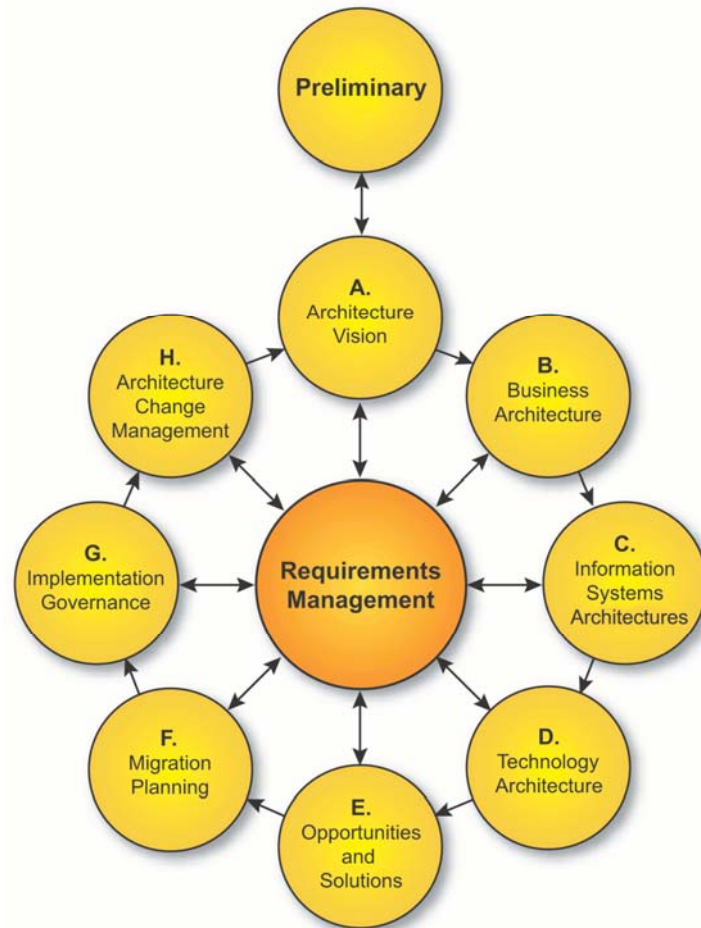 Preliminary
A.
Architecture
Vision
B.
Business
Architecture
C.
Information
Systems
Architectures
D.
Technology
Architecture
E.
Opportunities
and
Solutions
F.
Migration
Planning
G.
Implementation
Governance
H.
Architecture
Change
Management
Requirements
Management